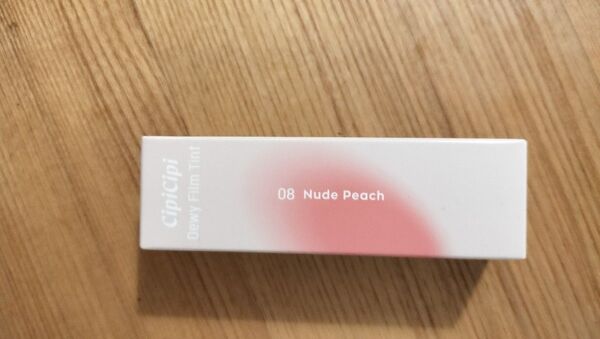 CipiCipi
Dewy Film Tint
08 Nude Peach